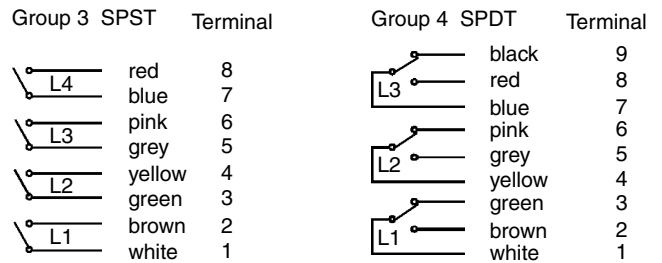 Group 3 SPST Terminal
red 8
L4
blue 7
pink 6
L3
grey 5
yellow 4
L2
green 3
brown 2
L1
white 1
Group 4 SPDT Terminal
black 9
red 8
L3
blue 7
pink 6
grey 5
L2
yellow 4
green 3
brown 2
L1
white 1